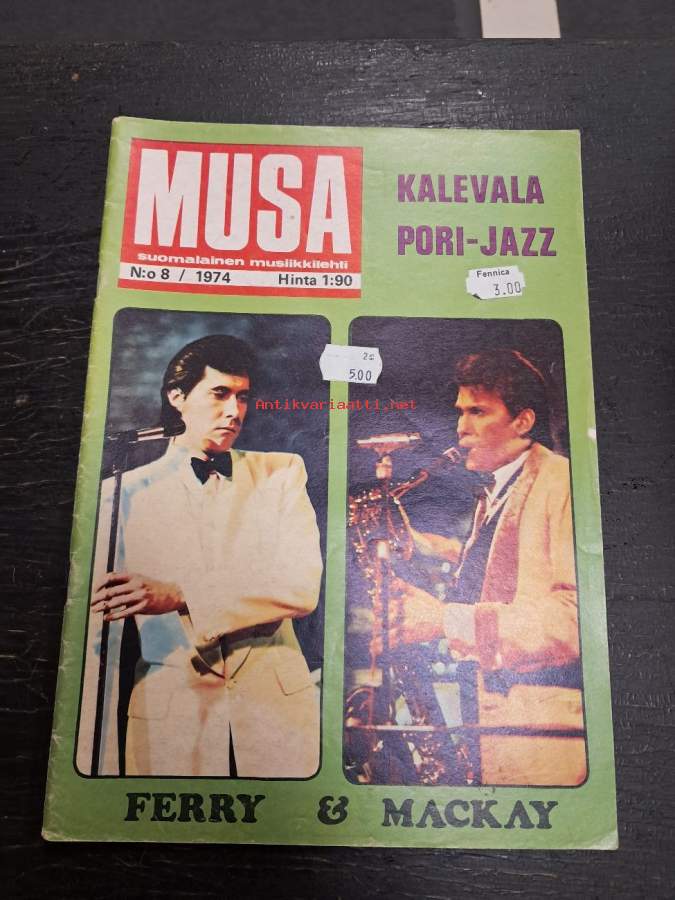 MUSA
suomalainen musiikkilehti
N:o 8 / 1974 Hinta 1:90
KALEVALA
PORI-JAZZ
Fennica
3.00
5.00
Antikvariaatti.net
FERRY & MACKAY